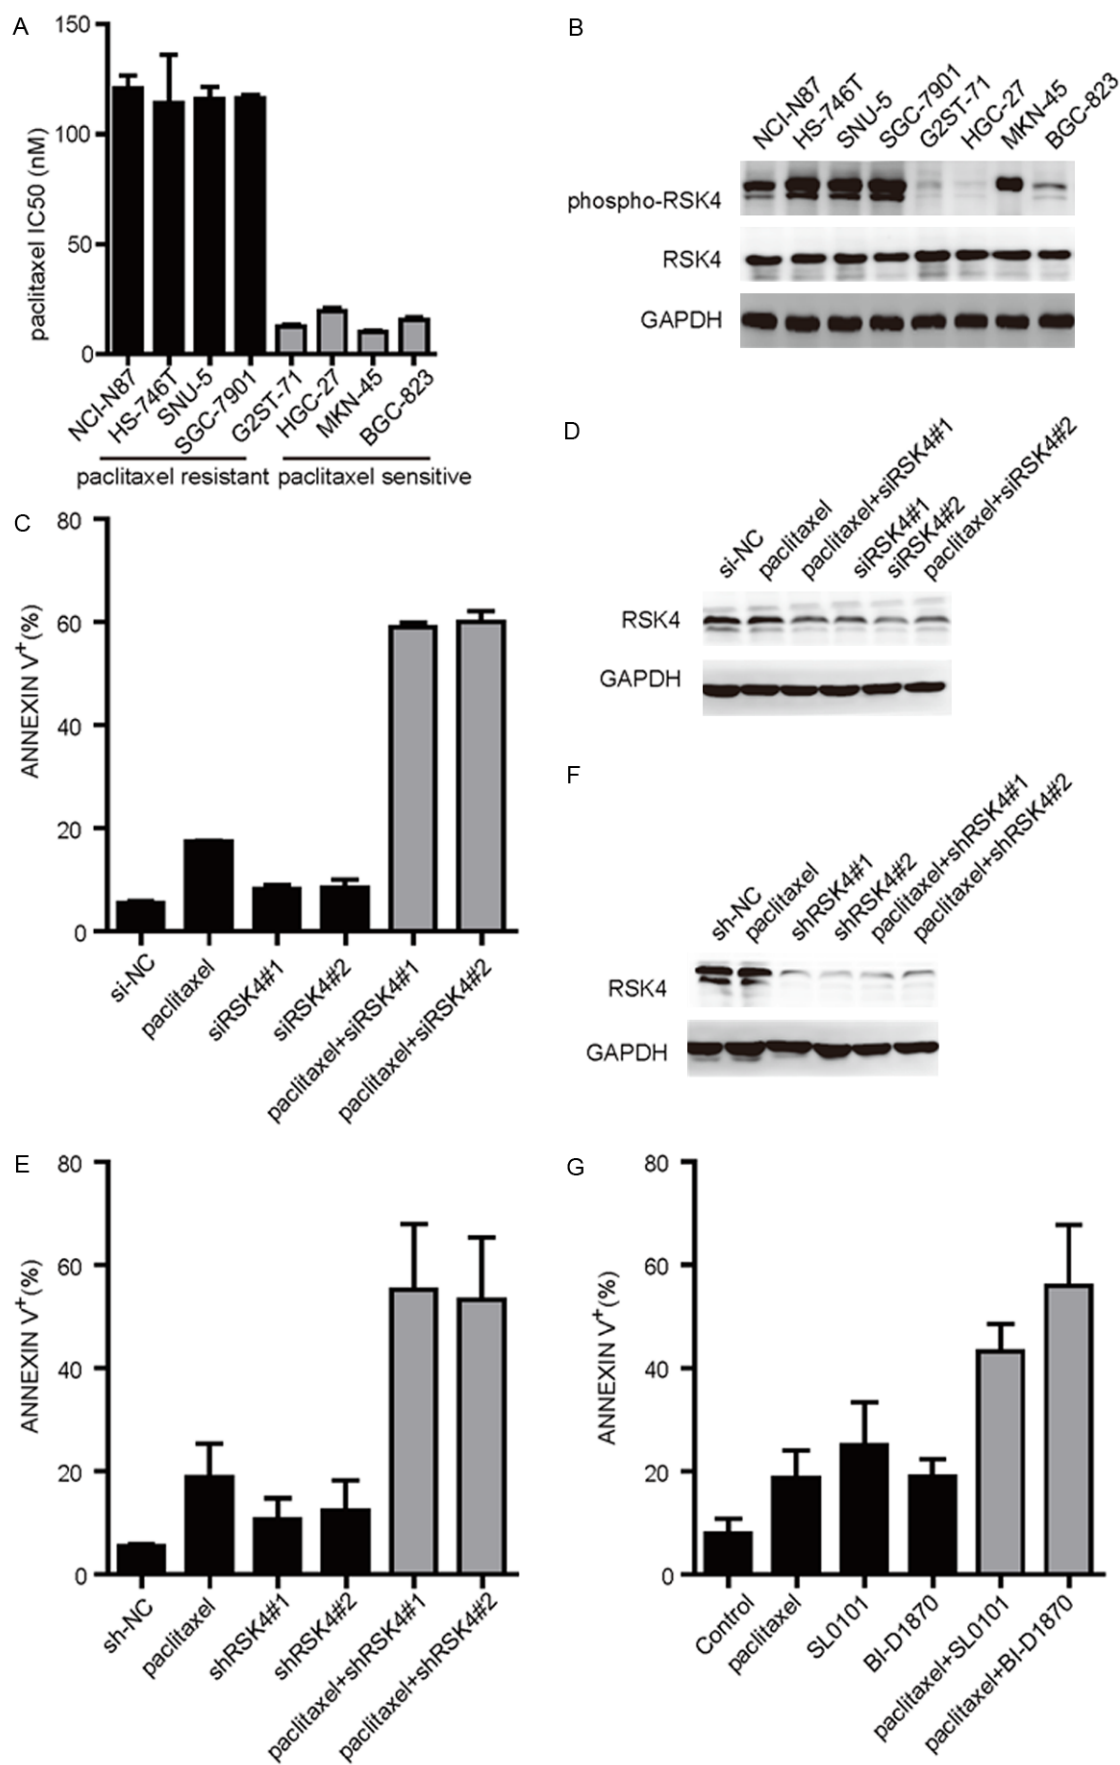 A
150
100
50
0
paclitaxel IC50 (nM)
NCI-N87
HS-746T
SNU-5
SGC-7901
G2ST-71
HGC-27
MKN-45
BGC-823
paclitaxel resistant
paclitaxel sensitive
B
NCI-N87
HS-746T
SNU-5
SGC-7901
G2ST-71
HGC-27
MKN-45
BGC-823
phospho-RSK4
RSK4
GAPDH
C
80
60
40
20
0
ANNEXIN V⁺(%)
si-NC
paclitaxel
siRSK4#1
siRSK4#2
paclitaxel+siRSK4#1
paclitaxel+siRSK4#2
D
si-NC
paclitaxel
paclitaxel+siRSK4#1
siRSK4#1
siRSK4#2
paclitaxel+siRSK4#2
RSK4
GAPDH
F
sh-NC
paclitaxel
shRSK4#1
shRSK4#2
paclitaxel+shRSK4#1
paclitaxel+shRSK4#2
RSK4
GAPDH
E
80
60
40
20
0
ANNEXIN V⁺(%)
sh-NC
paclitaxel
shRSK4#1
shRSK4#2
paclitaxel+shRSK4#1
paclitaxel+shRSK4#2
G
80
60
40
20
0
ANNEXIN V⁺(%)
Control
paclitaxel
SL0101
BI-D1870
paclitaxel+SL0101
paclitaxel+BI-D1870